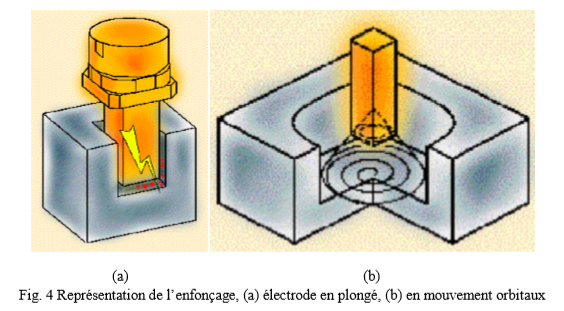 (a) (b)
Fig. 4 Représentation de l’enfonçage, (a) électrode en plongé, (b) en mouvement orbitaux